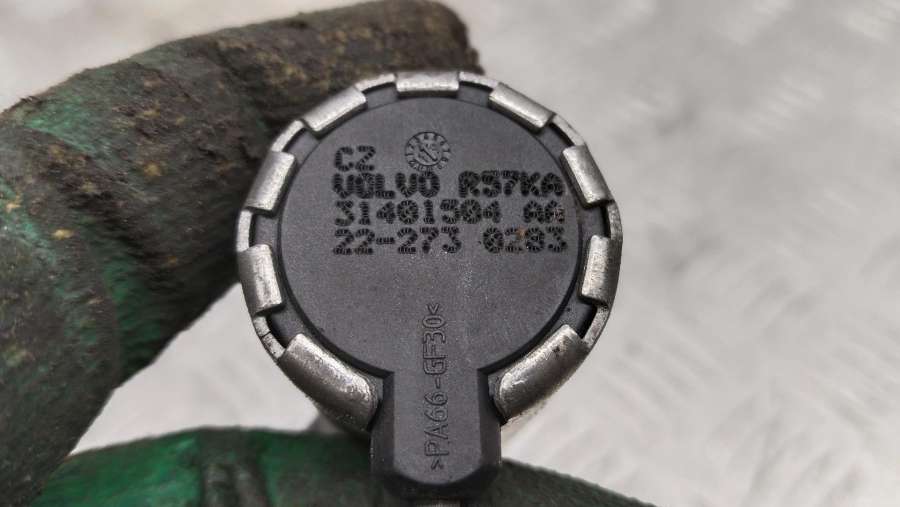 CZ
VOLVO R57KA
31401504 AA
22-273 0203
>PA66-GF30<